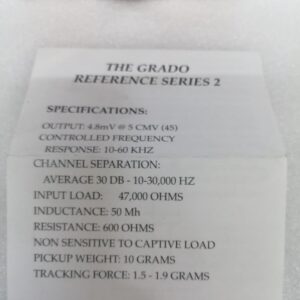 THE GRADO
REFERENCE SERIES 2
SPECIFICATIONS:
OUTPUT: 4.8mV @ 5 CMV (45)
CONTROLLED FREQUENCY
RESPONSE: 10-60 KHZ
CHANNEL SEPARATION:
AVERAGE 30 DB - 10-30,000 HZ
INPUT LOAD: 47,000 OHMS
INDUCTANCE: 50 Mh
RESISTANCE: 600 OHMS
NON SENSITIVE TO CAPTIVE LOAD
PICKUP WEIGHT: 10 GRAMS
TRACKING FORCE: 1.5 - 1.9 GRAMS